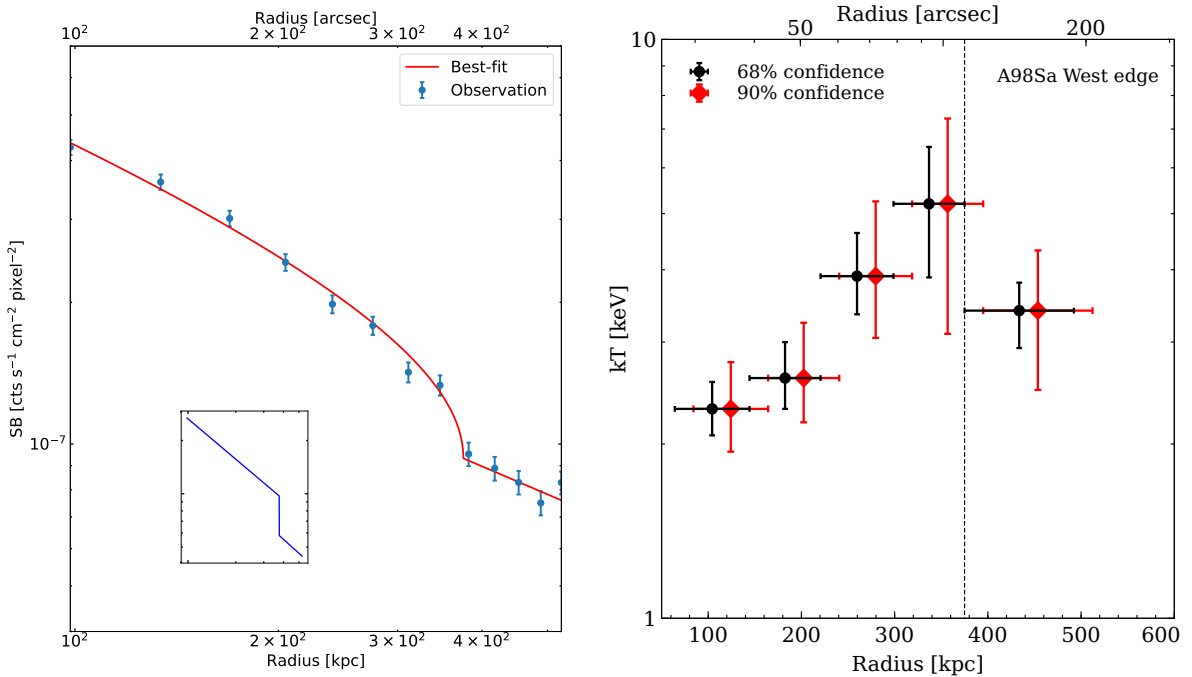 Radius [arcsec]
10² 2 × 10² 3 × 10² 4 × 10²
Best-fit
Observation
SB [cts s⁻¹ cm⁻² pixel⁻²]
10⁻⁷
10² 2 × 10² 3 × 10² 4 × 10²
Radius [kpc]
Radius [arcsec]
50 200
10
68% confidence
90% confidence
A98Sa West edge
kT [keV]
1
100 200 300 400 500 600
Radius [kpc]